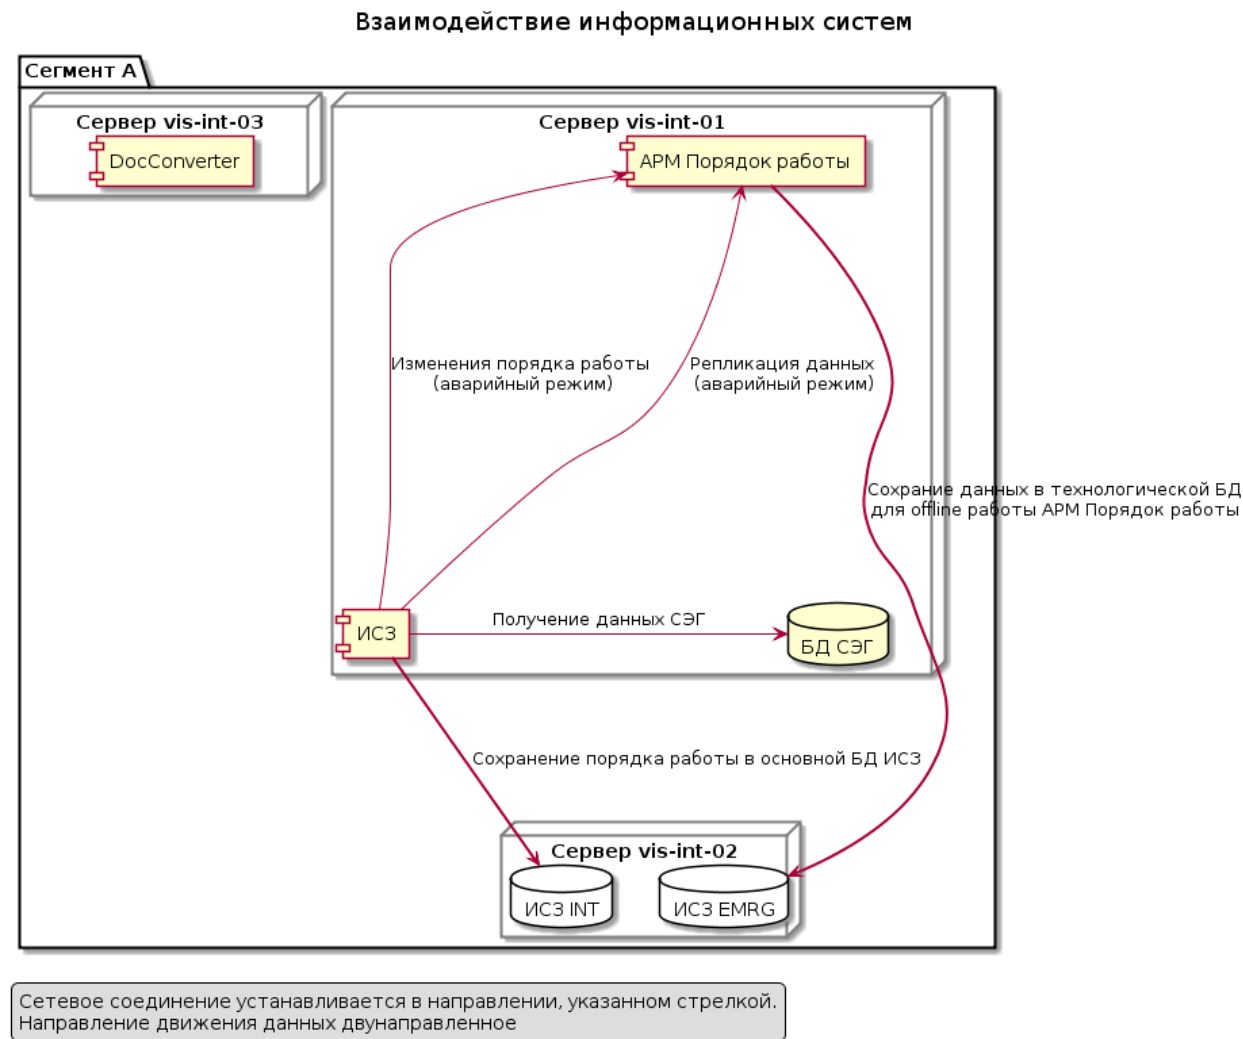 Взаимодействие информационных систем
Сегмент А
Сервер vis-int-03
DocConverter
Сервер vis-int-01
АРМ Порядок работы
Изменения порядка работы
(аварийный режим)
Репликация данных
(аварийный режим)
Сохрание данных в технологической БД
для offline работы АРМ Порядок работы
ИСЗ
Получение данных СЭГ
БД СЭГ
Сохранение порядка работы в основной БД ИСЗ
Сервер vis-int-02
ИСЗ INT
ИСЗ EMRG
Сетевое соединение устанавливается в направлении, указанном стрелкой.
Направление движения данных двунаправленное